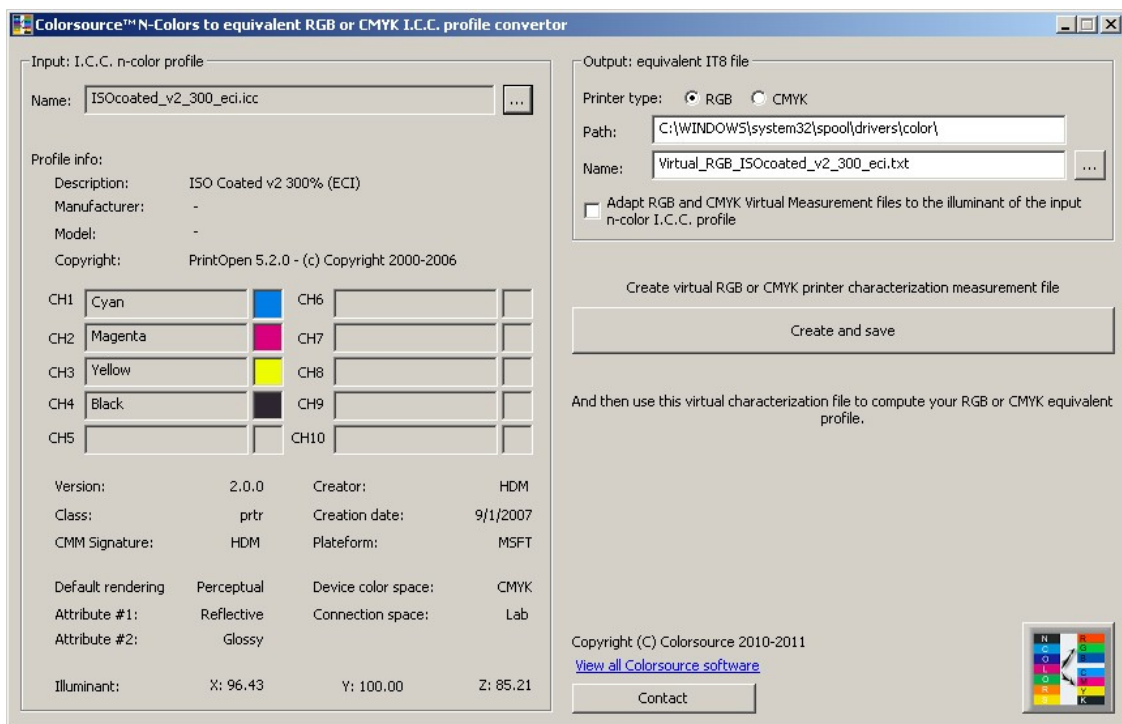 Colorsource™ N-Colors to equivalent RGB or CMYK I.C.C. profile convertor
Input: I.C.C. n-color profile
Name: ISOcoated_v2_300_eci.icc ...
Profile info:
Description: ISO Coated v2 300% (ECI)
Manufacturer: -
Model: -
Copyright: PrintOpen 5.2.0 - (c) Copyright 2000-2006
CH1 Cyan CH6
CH2 Magenta CH7
CH3 Yellow CH8
CH4 Black CH9
CH5 CH10
Version: 2.0.0 Creator: HDM
Class: prtr Creation date: 9/1/2007
CMM Signature: HDM Plateform: MSFT
Default rendering Perceptual Device color space: CMYK
Attribute #1: Reflective Connection space: Lab
Attribute #2: Glossy
Illuminant: X: 96.43 Y: 100.00 Z: 85.21
Output: equivalent IT8 file
Printer type: RGB CMYK
Path: C:\WINDOWS\system32\spool\drivers\color\
Name: Virtual_RGB_ISOcoated_v2_300_eci.txt ...
Adapt RGB and CMYK Virtual Measurement files to the illuminant of the input
n-color I.C.C. profile
Create virtual RGB or CMYK printer characterization measurement file
Create and save
And then use this virtual characterization file to compute your RGB or CMYK equivalent
profile.
Copyright (C) Colorsource 2010-2011
View all Colorsource software
Contact
N COLORS
RGB
CMYK